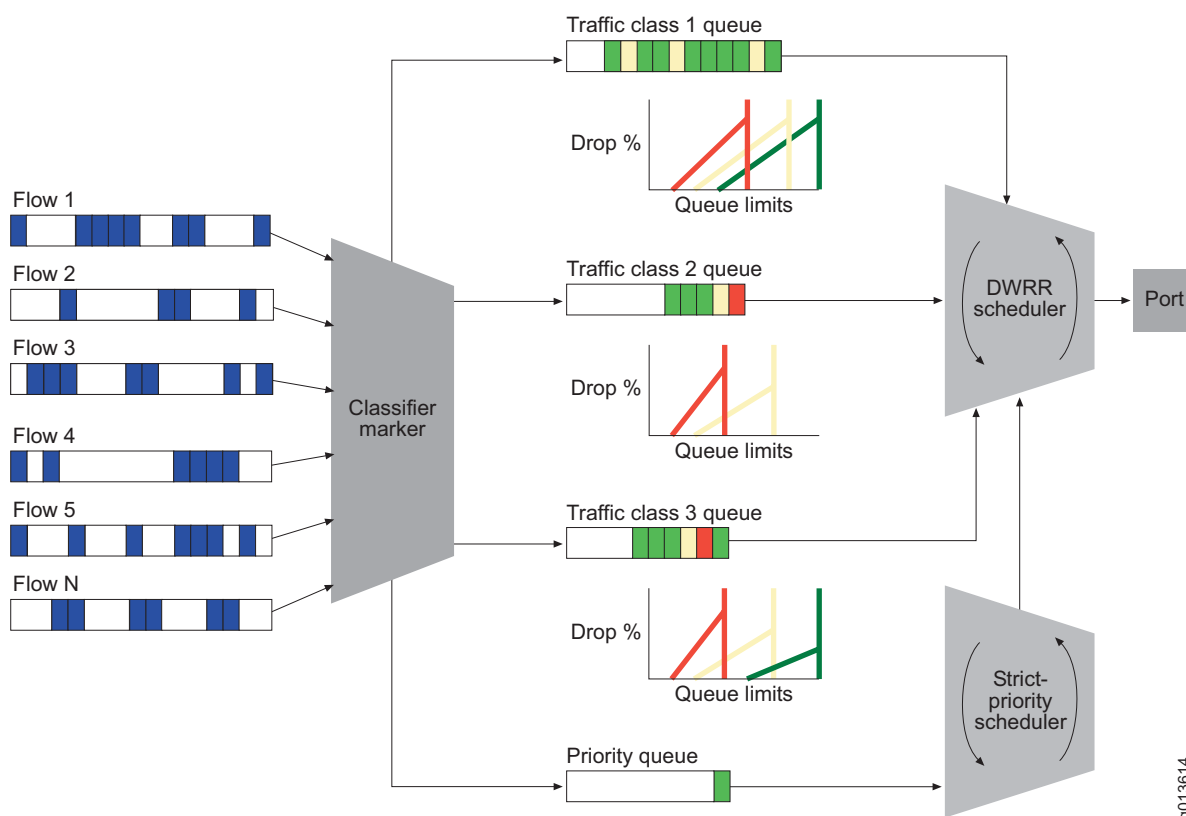 Traffic class 1 queue
Drop %
Queue limits
Flow 1
Flow 2
Flow 3
Flow 4
Flow 5
Flow N
Classifier
marker
Traffic class 2 queue
Drop %
Queue limits
Traffic class 3 queue
Drop %
Queue limits
Priority queue
DWRR
scheduler
Port
Strict-
priority
scheduler
g013614